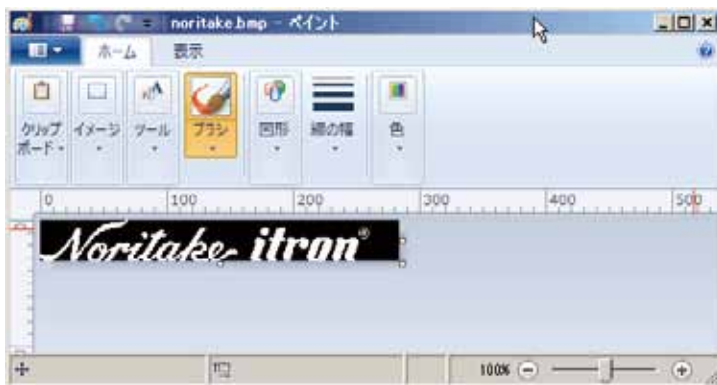 noritake.bmp - ペイント
ホーム 表示
クリップボード イメージ ツール ブラシ 図形 線の幅 色
0 100 200 300 400 500
Noritake itron®
100%